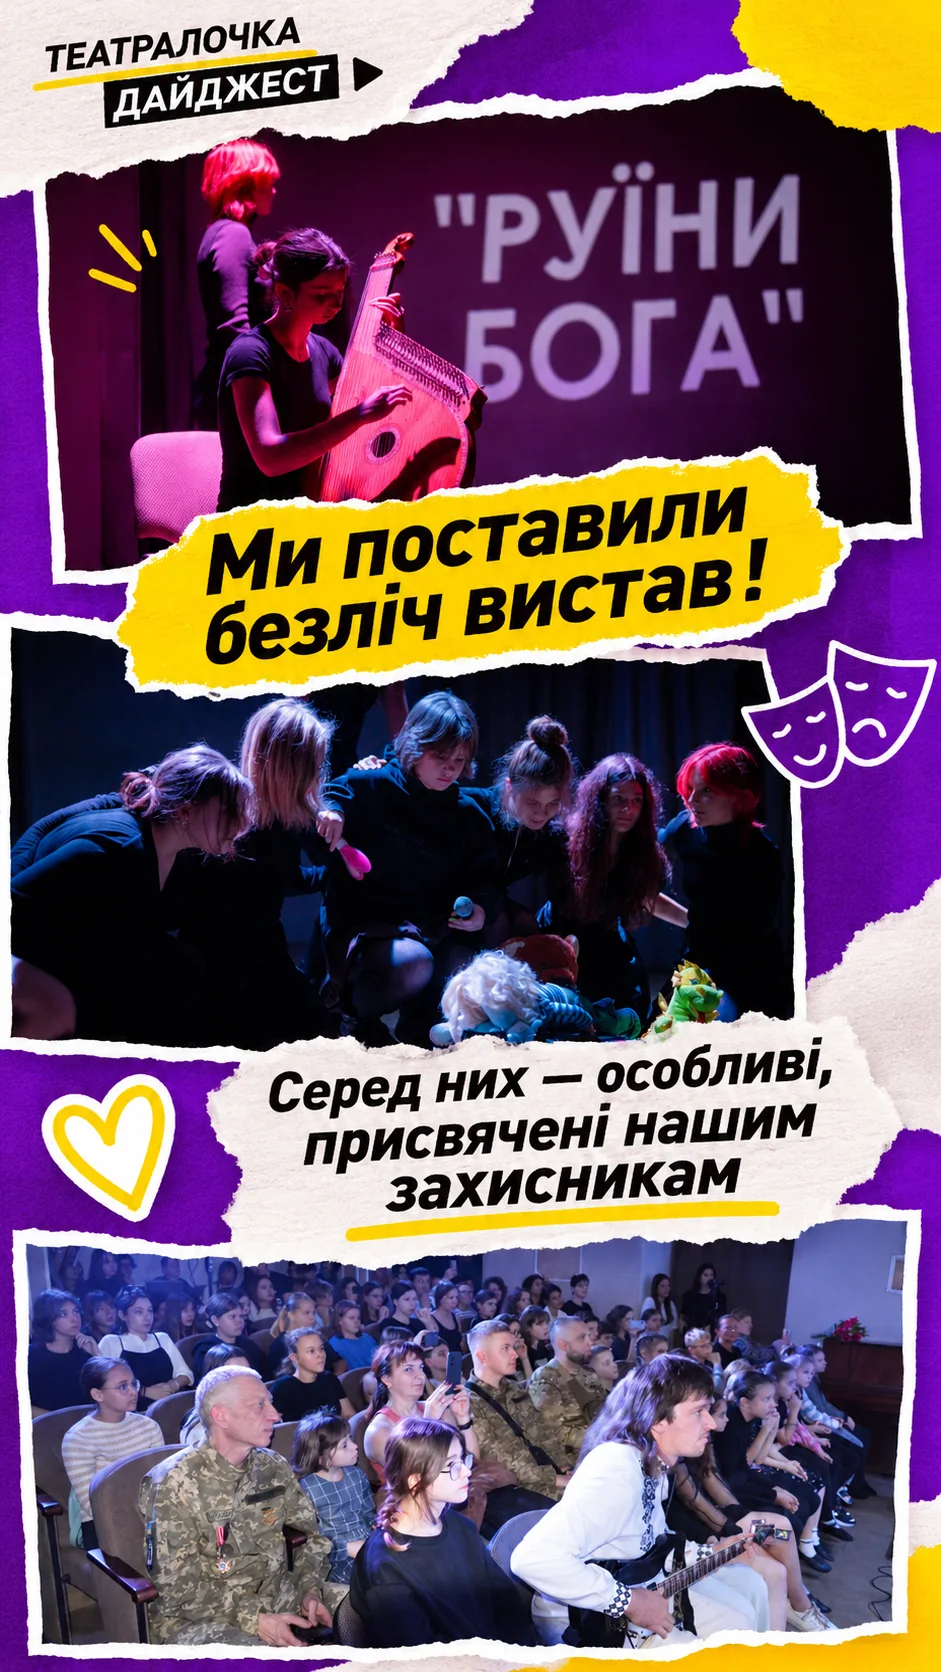 ТЕАТРАЛОЧКА
ДАЙДЖЕСТ
"РУЇНИ
БОГА"
Ми поставили
безліч вистав!
Серед них — особливі,
присвячені нашим
захисникам